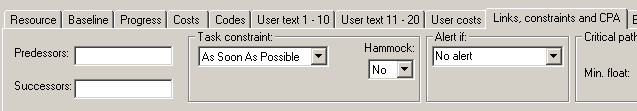 Resource Baseline Progress Costs Codes User text 1 - 10 User text 11 - 20 User costs Links, constraints and CPA
Task constraint: Hammock: Alert if: Critical path
Predessors: As Soon As Possible No No alert
Successors: Min. float: